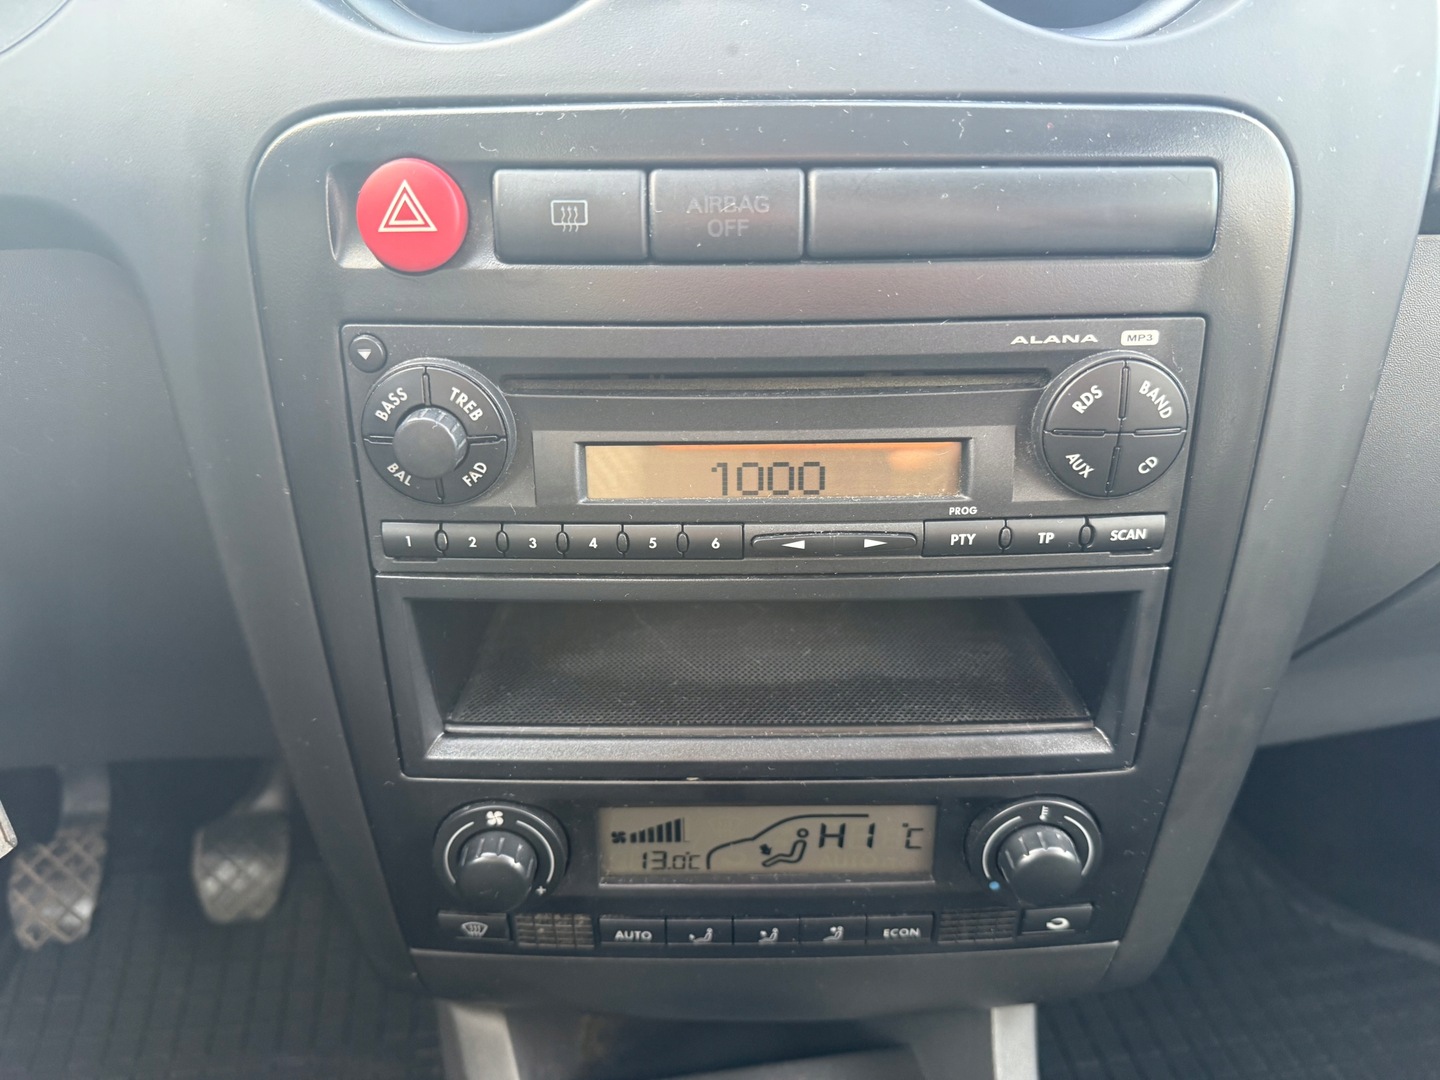 AIRBAG
OFF
ALANA MP3
BASS TREB
BAL FAD
RDS BAND
AUX CD
1000
PROG
1 2 3 4 5 6 PTY TP SCAN
HI °C
13.0°C
AUTO ECON